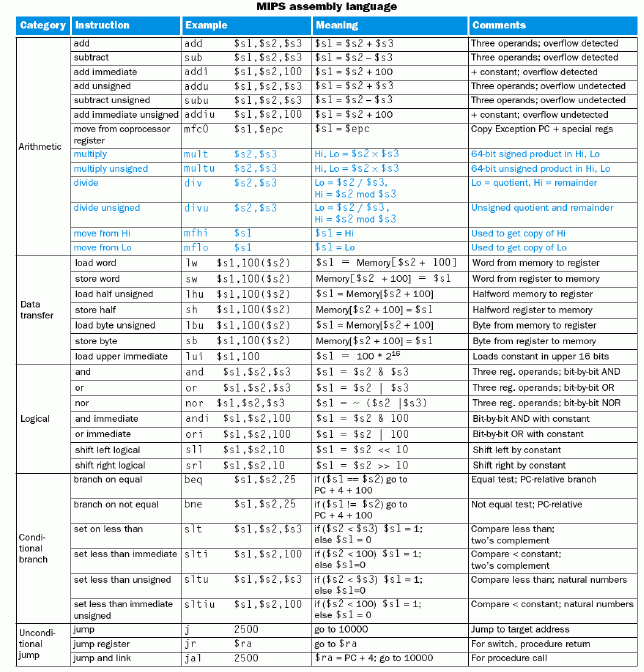 MIPS assembly language
Category Instruction Example Meaning Comments
Arithmetic
add add $s1,$s2,$s3 $s1 = $s2 + $s3 Three operands; overflow detected
subtract sub $s1,$s2,$s3 $s1 = $s2 – $s3 Three operands; overflow detected
add immediate addi $s1,$s2,100 $s1 = $s2 + 100 + constant; overflow detected
add unsigned addu $s1,$s2,$s3 $s1 = $s2 + $s3 Three operands; overflow undetected
subtract unsigned subu $s1,$s2,$s3 $s1 = $s2 – $s3 Three operands; overflow undetected
add immediate unsigned addiu $s1,$s2,100 $s1 = $s2 + 100 + constant; overflow undetected
move from coprocessor mfc0 $s1,$epc $s1 = $epc Copy Exception PC + special regs
register
multiply mult $s2,$s3 Hi, Lo = $s2 x $s3 64-bit signed product in Hi, Lo
multiply unsigned multu $s2,$s3 Hi, Lo = $s2 x $s3 64-bit unsigned product in Hi, Lo
divide div $s2,$s3 Lo = $s2 / $s3, Lo = quotient, Hi = remainder
Hi = $s2 mod $s3
divide unsigned divu $s2,$s3 Lo = $s2 / $s3, Unsigned quotient and remainder
Hi = $s2 mod $s3
move from Hi mfhi $s1 $s1 = Hi Used to get copy of Hi
move from Lo mflo $s1 $s1 = Lo Used to get copy of Lo
Data
transfer
load word lw $s1,100($s2) $s1 = Memory[$s2 + 100] Word from memory to register
store word sw $s1,100($s2) Memory[$s2 + 100] = $s1 Word from register to memory
load half unsigned lhu $s1,100($s2) $s1 = Memory[$s2 + 100] Halfword memory to register
store half sh $s1,100($s2) Memory[$s2 + 100] = $s1 Halfword register to memory
load byte unsigned lbu $s1,100($s2) $s1 = Memory[$s2 + 100] Byte from memory to register
store byte sb $s1,100($s2) Memory[$s2 + 100] = $s1 Byte from register to memory
load upper immediate lui $s1,100 $s1 = 100 * 2¹⁶ Loads constant in upper 16 bits
Logical
and and $s1,$s2,$s3 $s1 = $s2 & $s3 Three reg. operands; bit-by-bit AND
or or $s1,$s2,$s3 $s1 = $s2 | $s3 Three reg. operands; bit-by-bit OR
nor nor $s1,$s2,$s3 $s1 = ~ ($s2 |$s3) Three reg. operands; bit-by-bit NOR
and immediate andi $s1,$s2,100 $s1 = $s2 & 100 Bit-by-bit AND with constant
or immediate ori $s1,$s2,100 $s1 = $s2 | 100 Bit-by-bit OR with constant
shift left logical sll $s1,$s2,10 $s1 = $s2 << 10 Shift left by constant
shift right logical srl $s1,$s2,10 $s1 = $s2 >> 10 Shift right by constant
Condi-
tional
branch
branch on equal beq $s1,$s2,25 if ($s1 == $s2) go to Equal test; PC-relative branch
PC + 4 + 100
branch on not equal bne $s1,$s2,25 if ($s1 != $s2) go to Not equal test; PC-relative
PC + 4 + 100
set on less than slt $s1,$s2,$s3 if ($s2 < $s3) $s1 = 1; Compare less than;
else $s1 = 0 two's complement
set less than immediate slti $s1,$s2,100 if ($s2 < 100) $s1 = 1; Compare < constant;
else $s1=0 two's complement
set less than unsigned sltu $s1,$s2,$s3 if ($s2 < $s3) $s1 = 1; Compare less than; natural numbers
else $s1=0
set less than immediate sltiu $s1,$s2,100 if ($s2 < 100) $s1 = 1; Compare < constant; natural numbers
unsigned else $s1 = 0
Uncondi-
tional
jump
jump j 2500 go to 10000 Jump to target address
jump register jr $ra go to $ra For switch, procedure return
jump and link jal 2500 $ra = PC + 4; go to 10000 For procedure call